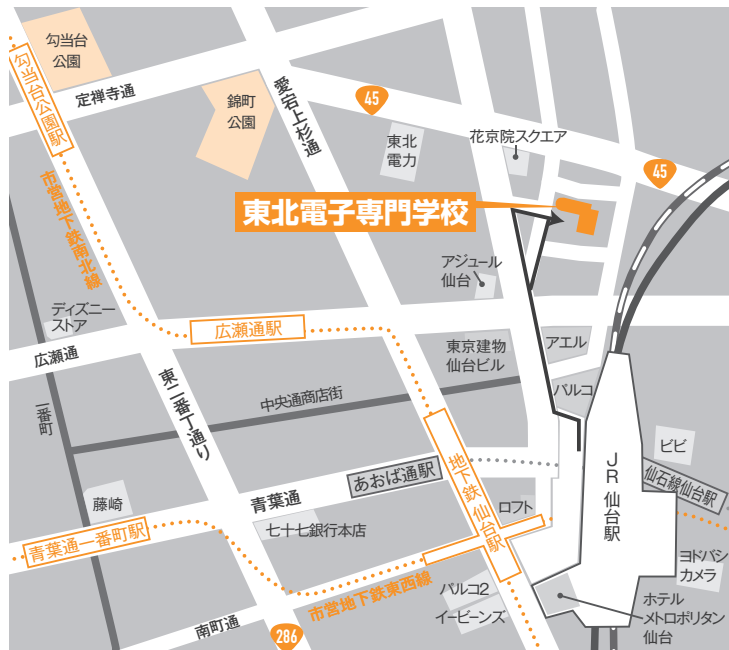 勾当台
公園
勾当台公園駅
定禅寺通
錦町
公園
愛宕上杉通
45
東北
電力
花京院スクエア
45
市営地下鉄南北線
東北電子専門学校
アジュール
仙台
ディズニー
ストア
広瀬通駅
広瀬通
東京建物
仙台ビル
アエル
パルコ
一番町
東二番丁通り
中央通商店街
地下鉄仙台駅
JR仙台駅
ビビ
仙石線仙台駅
あおば通駅
藤崎
青葉通
ロフト
七十七銀行本店
青葉通一番町駅
ヨドバシ
カメラ
市営地下鉄東西線
パルコ2
イービーンズ
ホテル
メトロポリタン
仙台
南町通
286